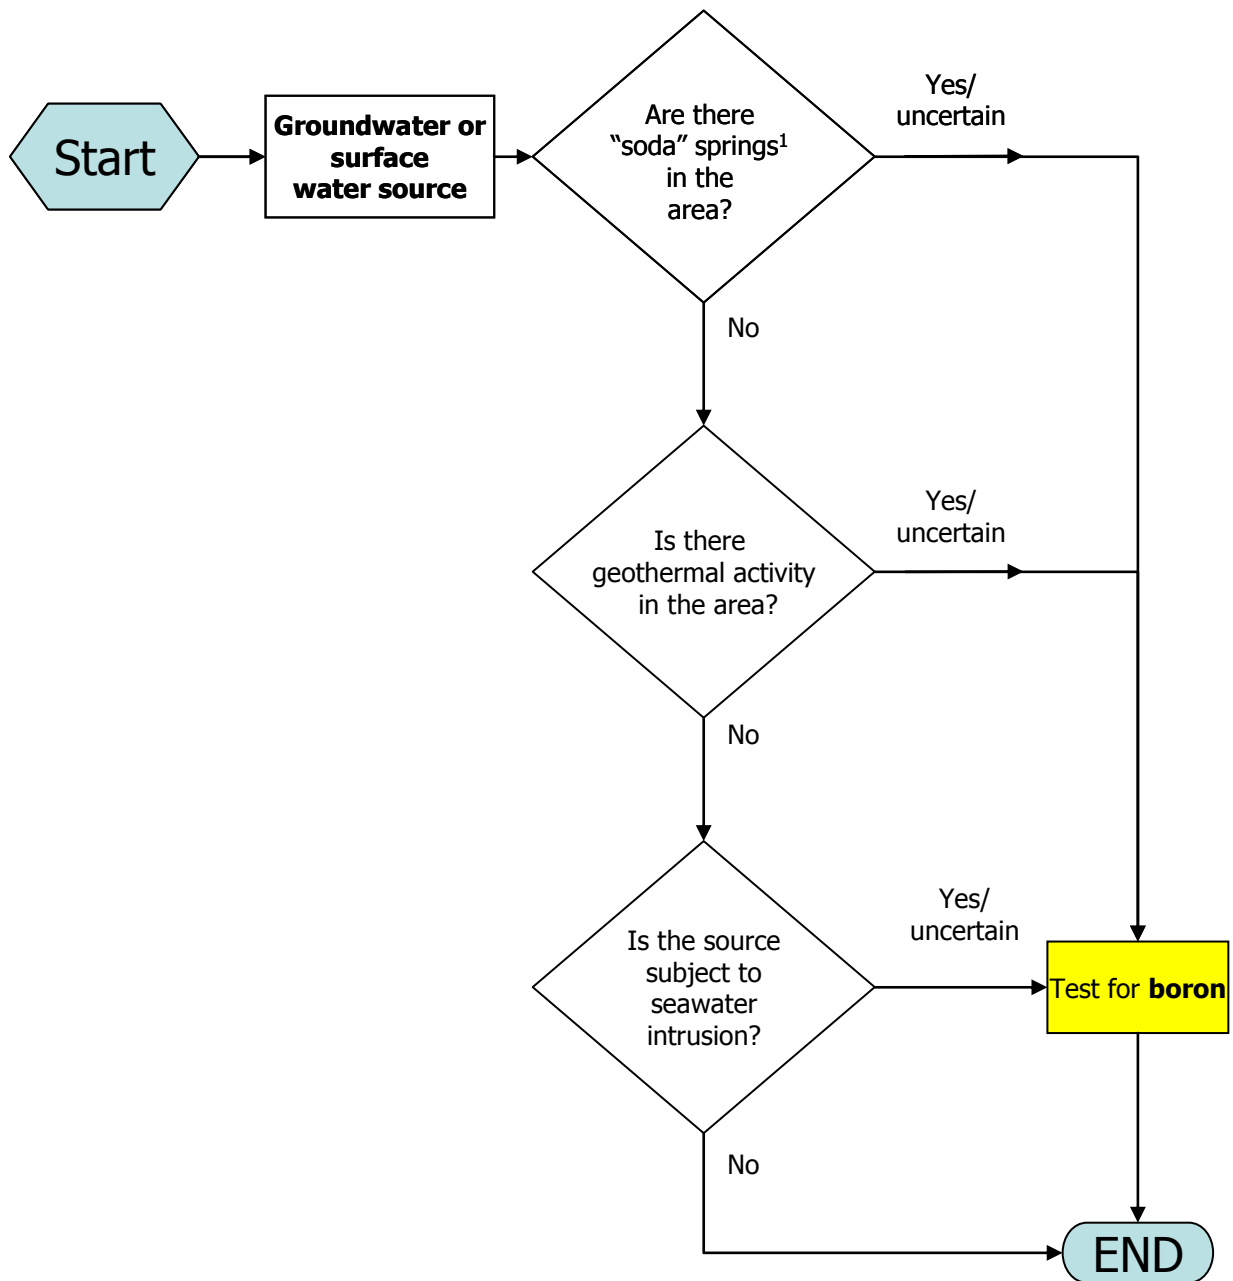 Start
Groundwater or
surface
water source
Are there
“soda” springs¹
in the
area?
Yes/
uncertain
No
Is there
geothermal activity
in the area?
Yes/
uncertain
No
Is the source
subject to
seawater
intrusion?
Yes/
uncertain
Test for boron
No
END